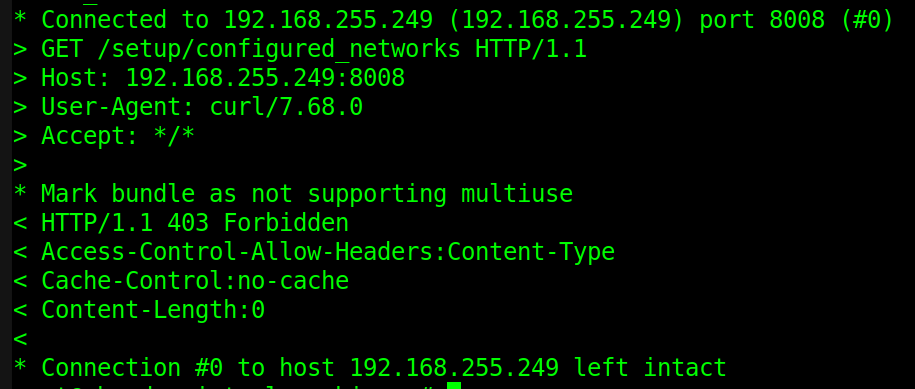 * Connected to 192.168.255.249 (192.168.255.249) port 8008 (#0)
> GET /setup/configured_networks HTTP/1.1
> Host: 192.168.255.249:8008
> User-Agent: curl/7.68.0
> Accept: */*
>
* Mark bundle as not supporting multiuse
< HTTP/1.1 403 Forbidden
< Access-Control-Allow-Headers:Content-Type
< Cache-Control:no-cache
< Content-Length:0
<
* Connection #0 to host 192.168.255.249 left intact